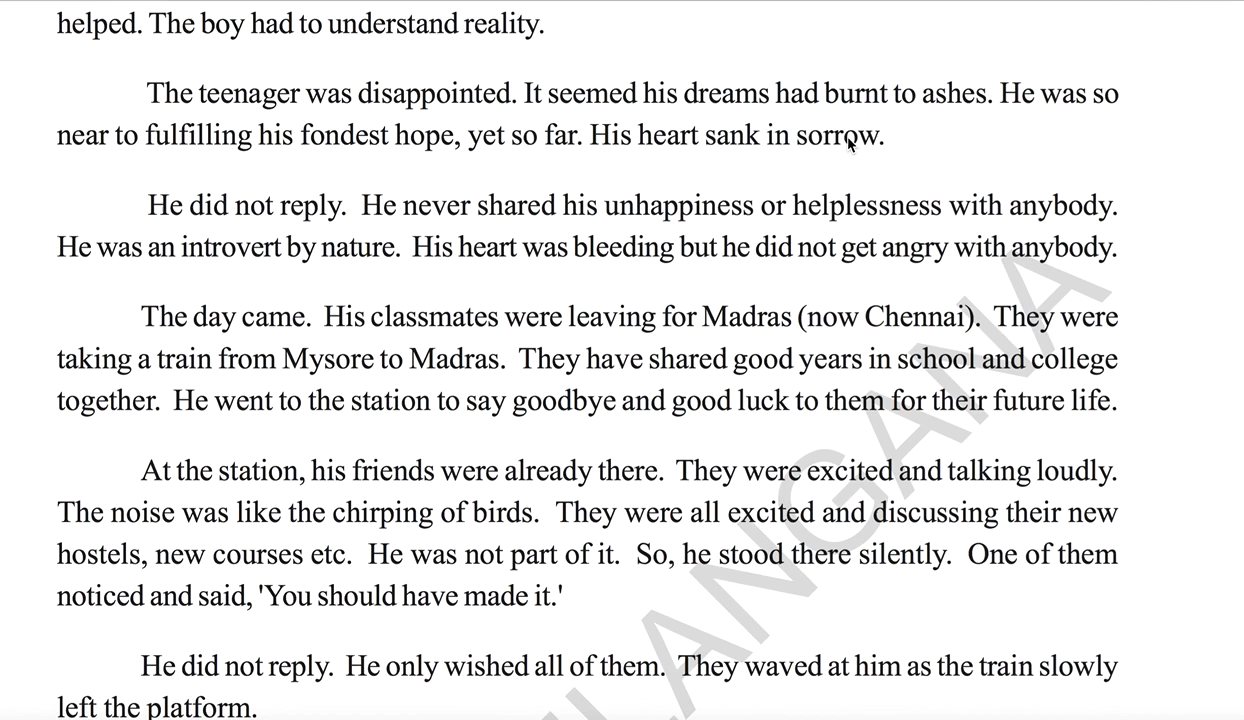 helped. The boy had to understand reality.
The teenager was disappointed. It seemed his dreams had burnt to ashes. He was so
near to fulfilling his fondest hope, yet so far. His heart sank in sorrow.
He did not reply. He never shared his unhappiness or helplessness with anybody.
He was an introvert by nature. His heart was bleeding but he did not get angry with anybody.
The day came. His classmates were leaving for Madras (now Chennai). They were
taking a train from Mysore to Madras. They have shared good years in school and college
together. He went to the station to say goodbye and good luck to them for their future life.
At the station, his friends were already there. They were excited and talking loudly.
The noise was like the chirping of birds. They were all excited and discussing their new
hostels, new courses etc. He was not part of it. So, he stood there silently. One of them
noticed and said, 'You should have made it.'
He did not reply. He only wished all of them. They waved at him as the train slowly
left the platform.
LANGANA